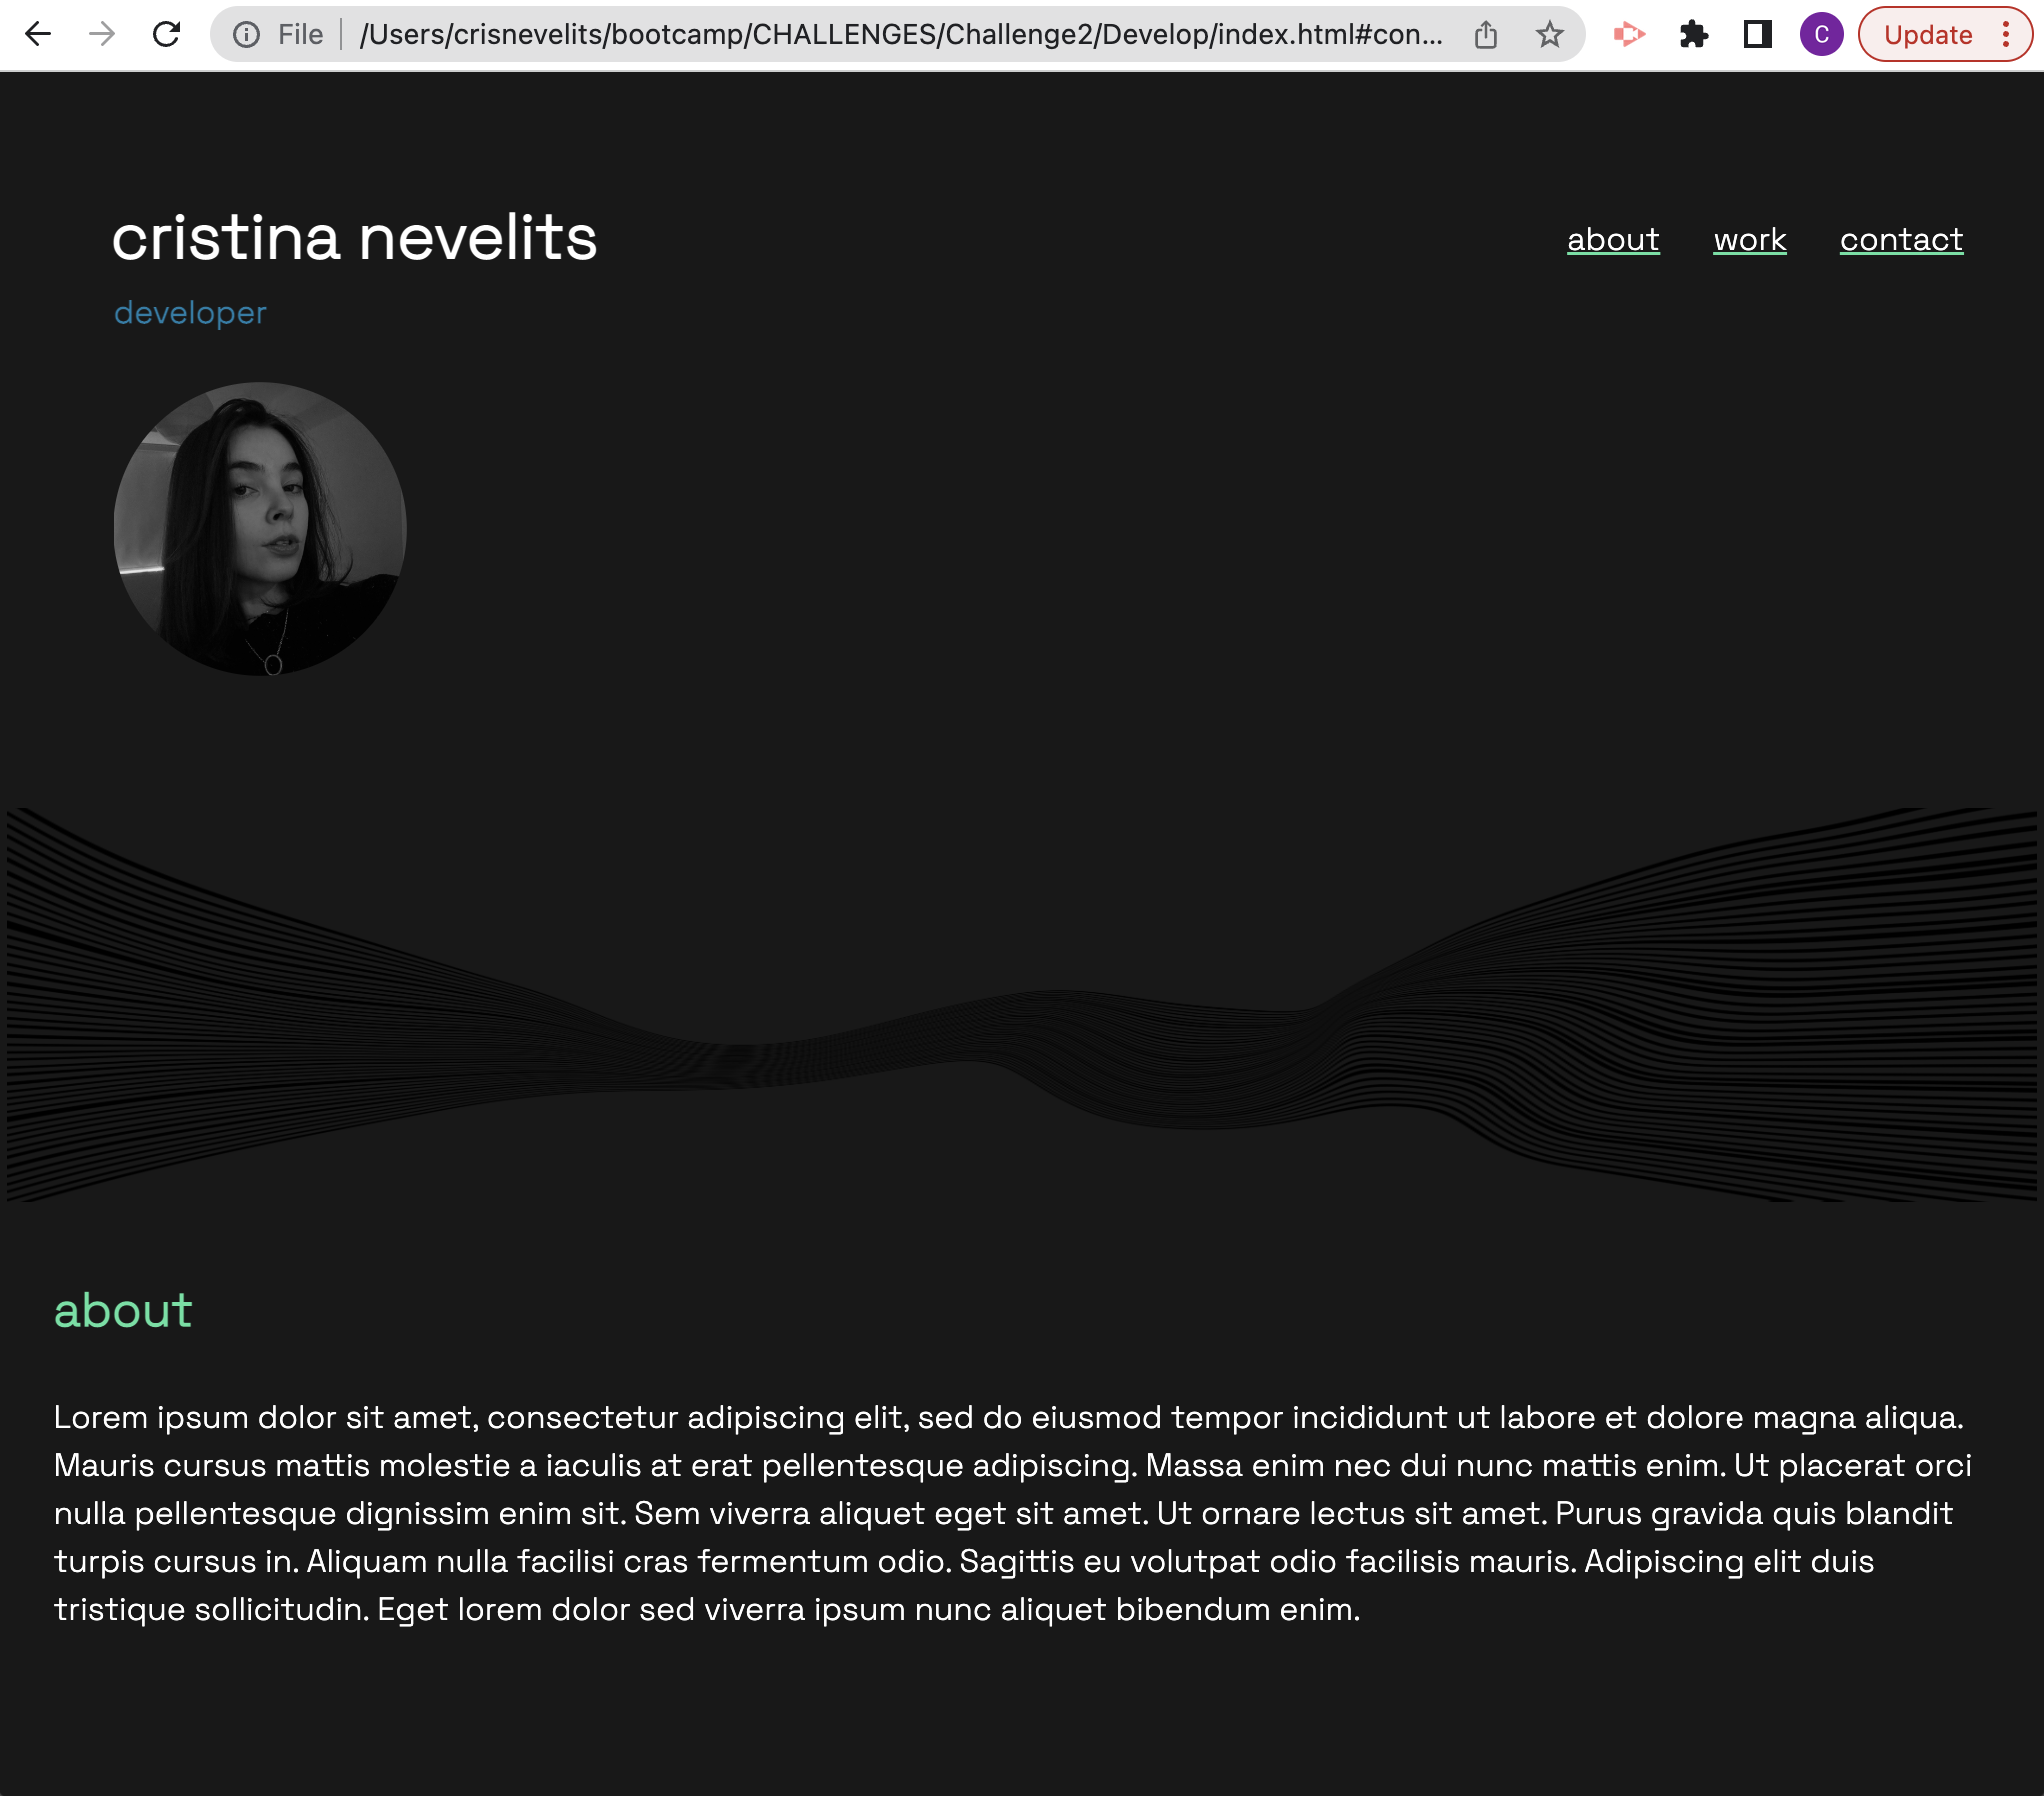 File
/Users/crisnevelits/bootcamp/CHALLENGES/Challenge2/Develop/index.html#con...
C
Update
cristina nevelits
about work contact
developer
about
Lorem ipsum dolor sit amet, consectetur adipiscing elit, sed do eiusmod tempor incididunt ut labore et dolore magna aliqua.
Mauris cursus mattis molestie a iaculis at erat pellentesque adipiscing. Massa enim nec dui nunc mattis enim. Ut placerat orci
nulla pellentesque dignissim enim sit. Sem viverra aliquet eget sit amet. Ut ornare lectus sit amet. Purus gravida quis blandit
turpis cursus in. Aliquam nulla facilisi cras fermentum odio. Sagittis eu volutpat odio facilisis mauris. Adipiscing elit duis
tristique sollicitudin. Eget lorem dolor sed viverra ipsum nunc aliquet bibendum enim.